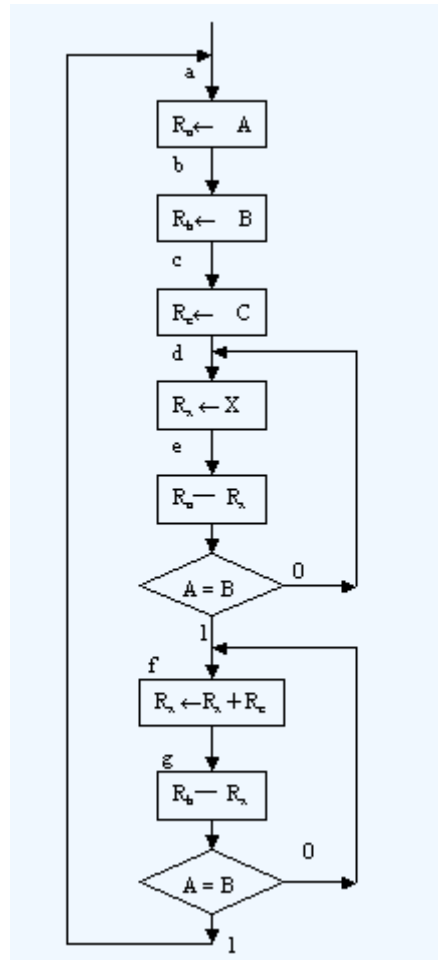 a
Rₐ← A
b
R_b← B
c
R_c← C
d
Rₓ←X
e
Rₐ— Rₓ
A = B
0
1
f
Rₓ←Rₓ+R_c
g
R_b— Rₓ
0
A = B
1